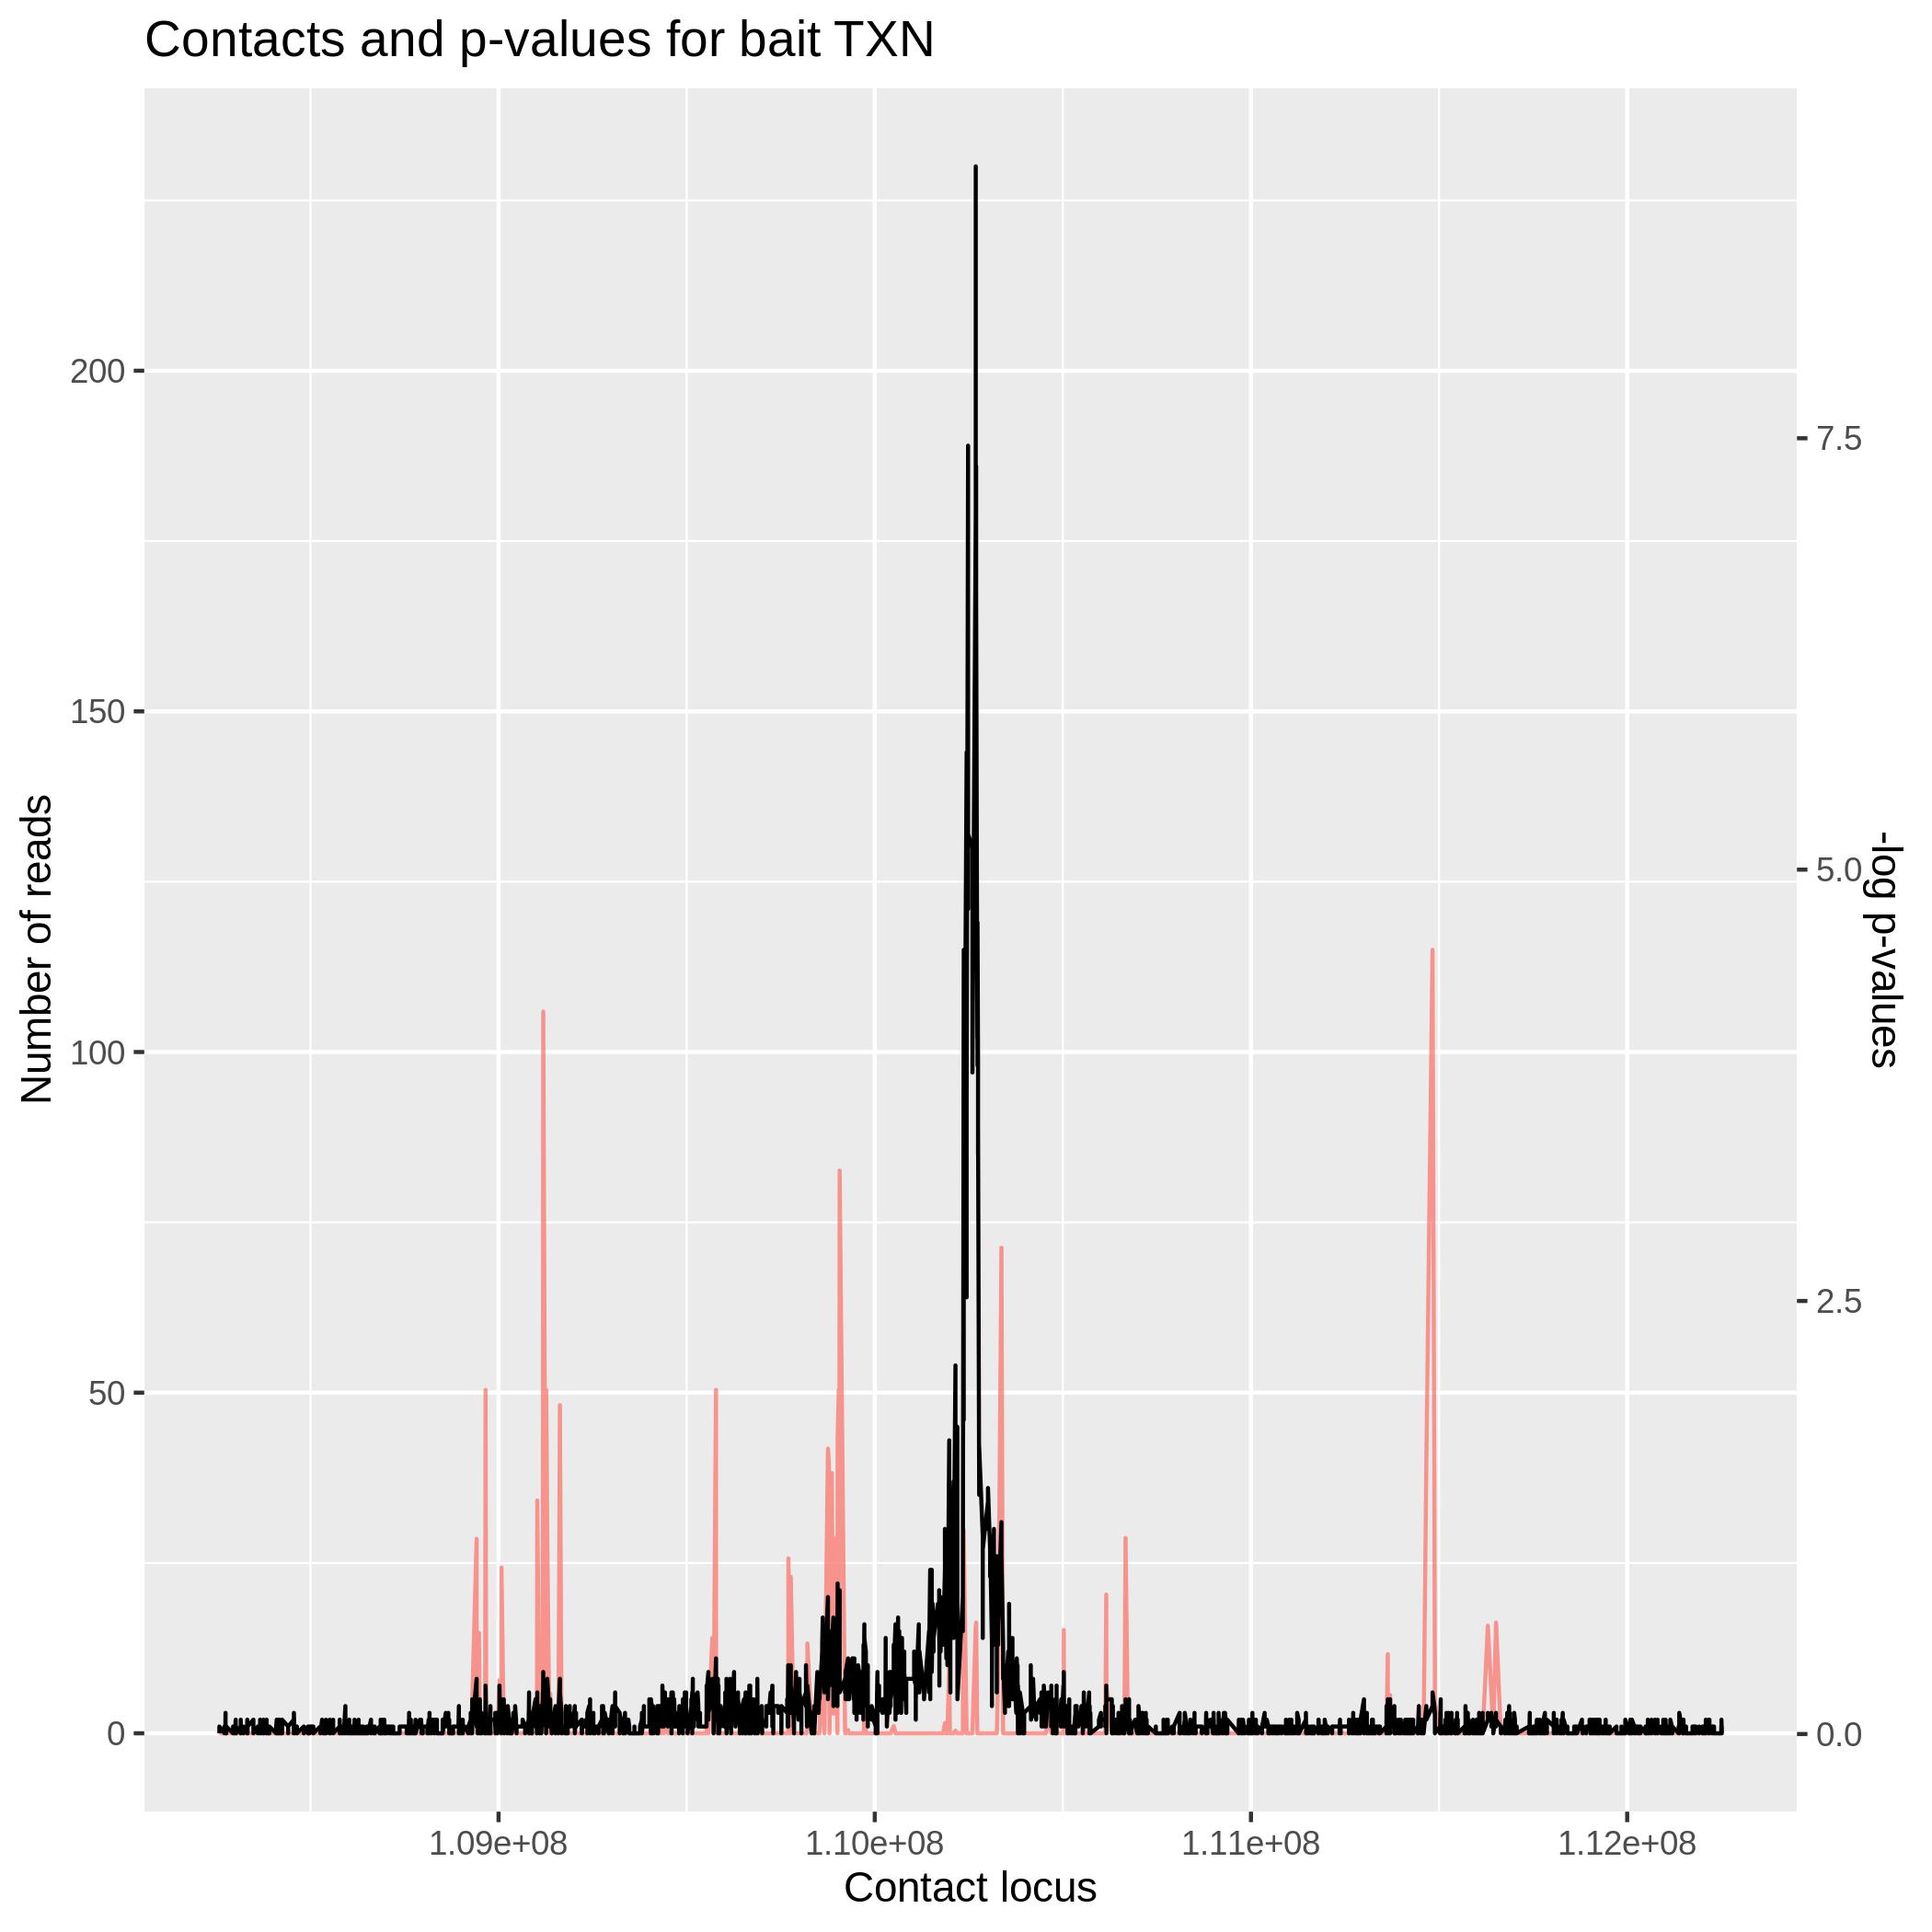 Contacts and p-values for bait TXN
Number of reads
200
150
100
50
0
7.5
5.0
2.5
0.0
-log p-values
1.09e+08
1.10e+08
1.11e+08
1.12e+08
Contact locus